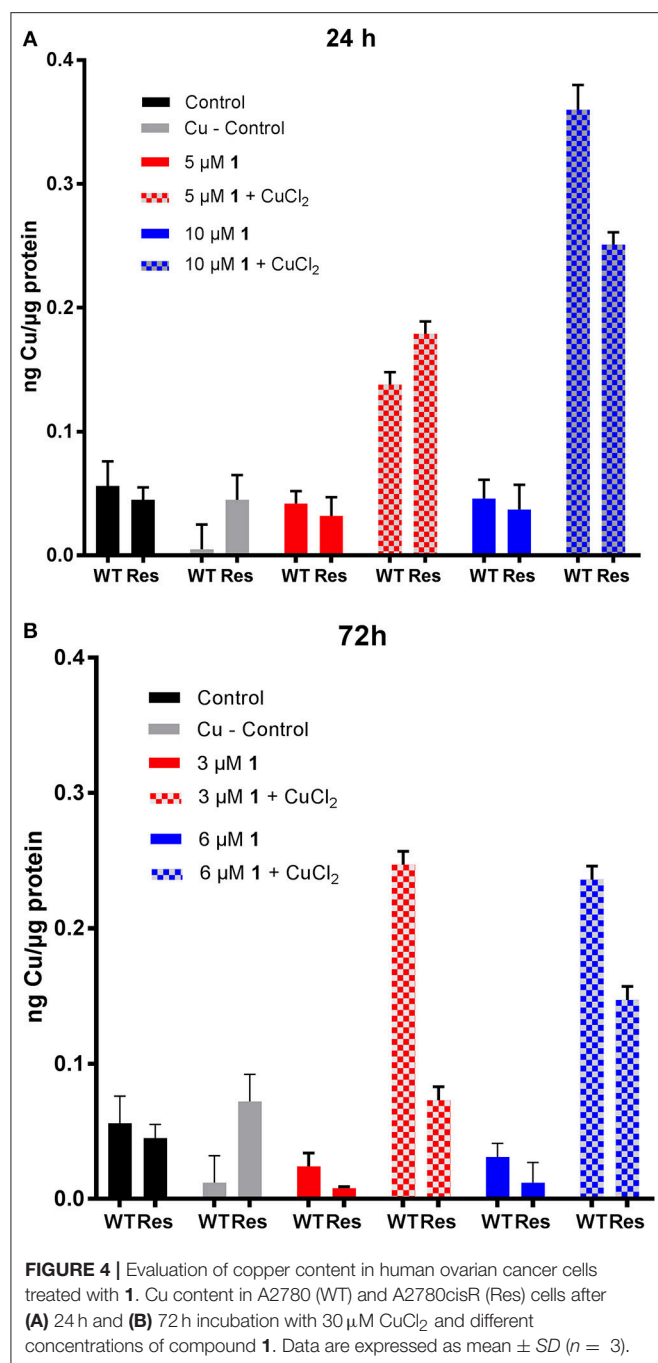 A
24 h
0.4
0.3
0.2
0.1
0.0
ng Cu/µg protein
Control
Cu - Control
5 µM 1
5 µM 1 + CuCl₂
10 µM 1
10 µM 1 + CuCl₂
WT Res WT Res WT Res WT Res WT Res WT Res
B
72h
0.4
0.3
0.2
0.1
0.0
ng Cu/µg protein
Control
Cu - Control
3 µM 1
3 µM 1 + CuCl₂
6 µM 1
6 µM 1 + CuCl₂
WTRes WTRes WTRes WTRes WTRes WTRes
FIGURE 4 | Evaluation of copper content in human ovarian cancer cells
treated with 1. Cu content in A2780 (WT) and A2780cisR (Res) cells after
(A) 24 h and (B) 72 h incubation with 30 µM CuCl₂ and different
concentrations of compound 1. Data are expressed as mean ± SD (n = 3).